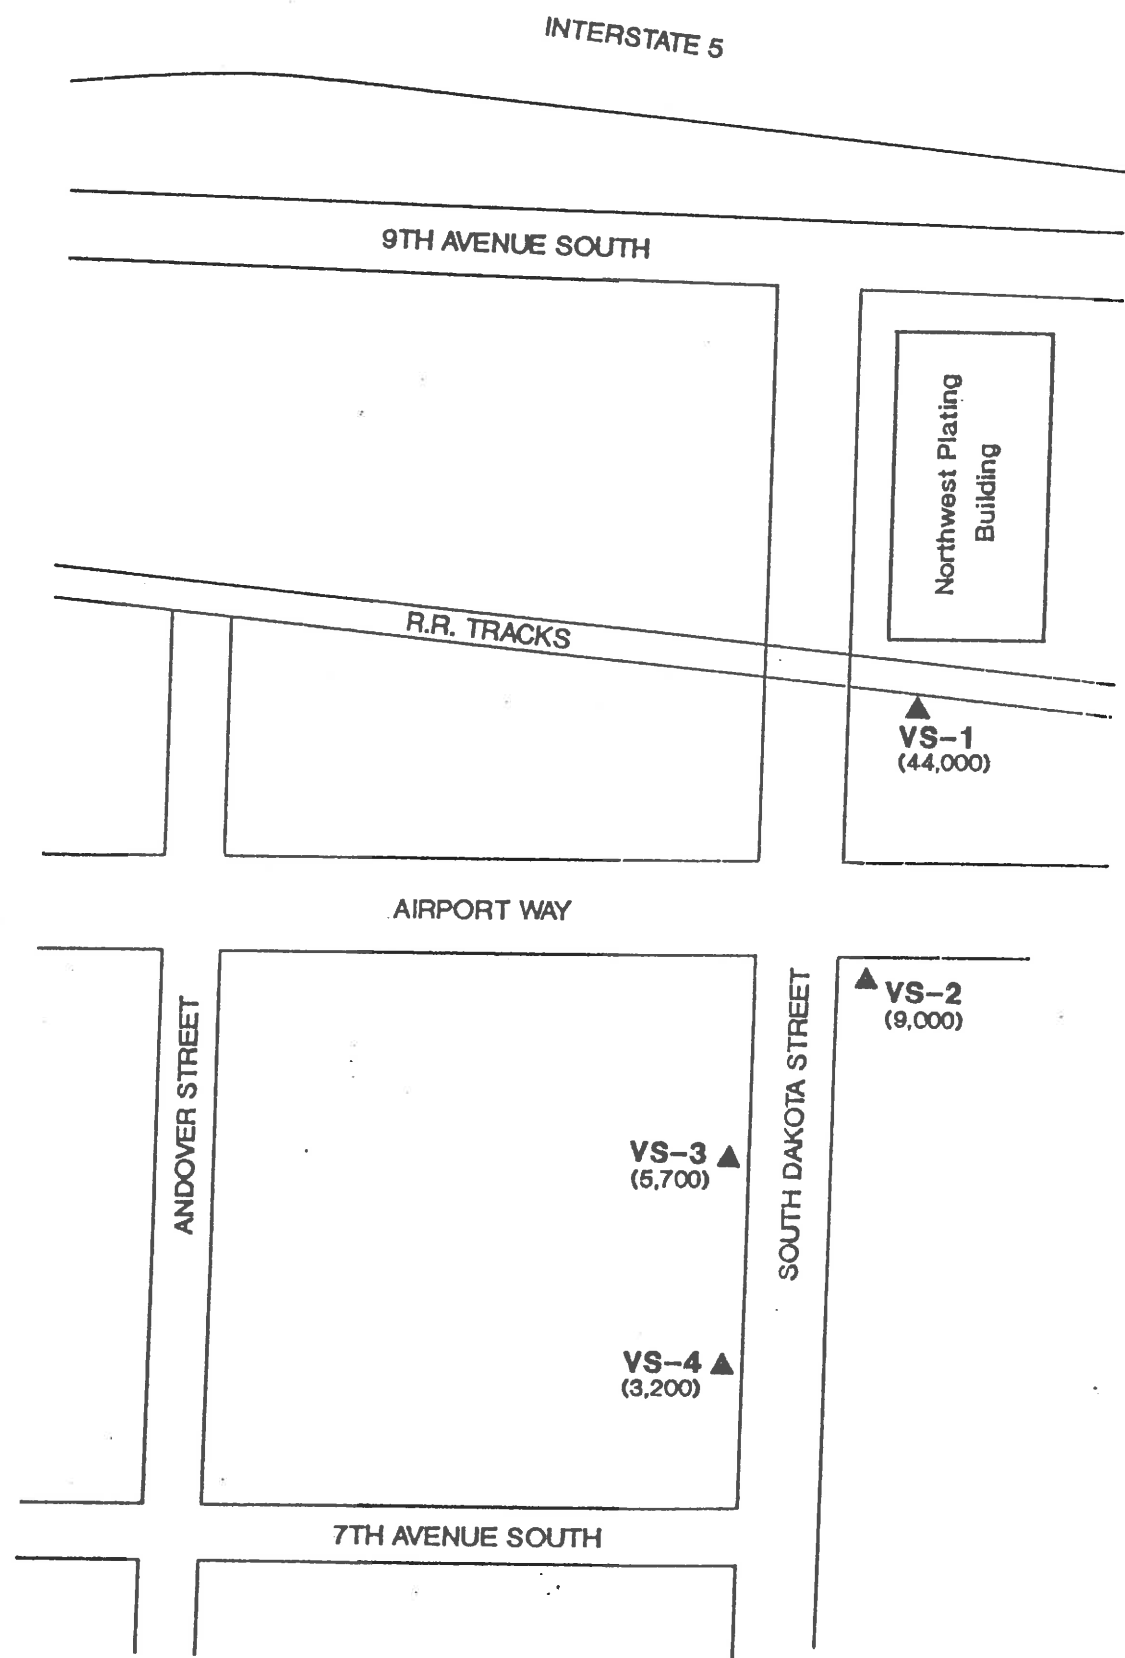 INTERSTATE 5
9TH AVENUE SOUTH
Northwest Plating
Building
R.R. TRACKS
VS-1
(44,000)
AIRPORT WAY
VS-2
(9,000)
ANDOVER STREET
SOUTH DAKOTA STREET
VS-3
(5,700)
VS-4
(3,200)
7TH AVENUE SOUTH